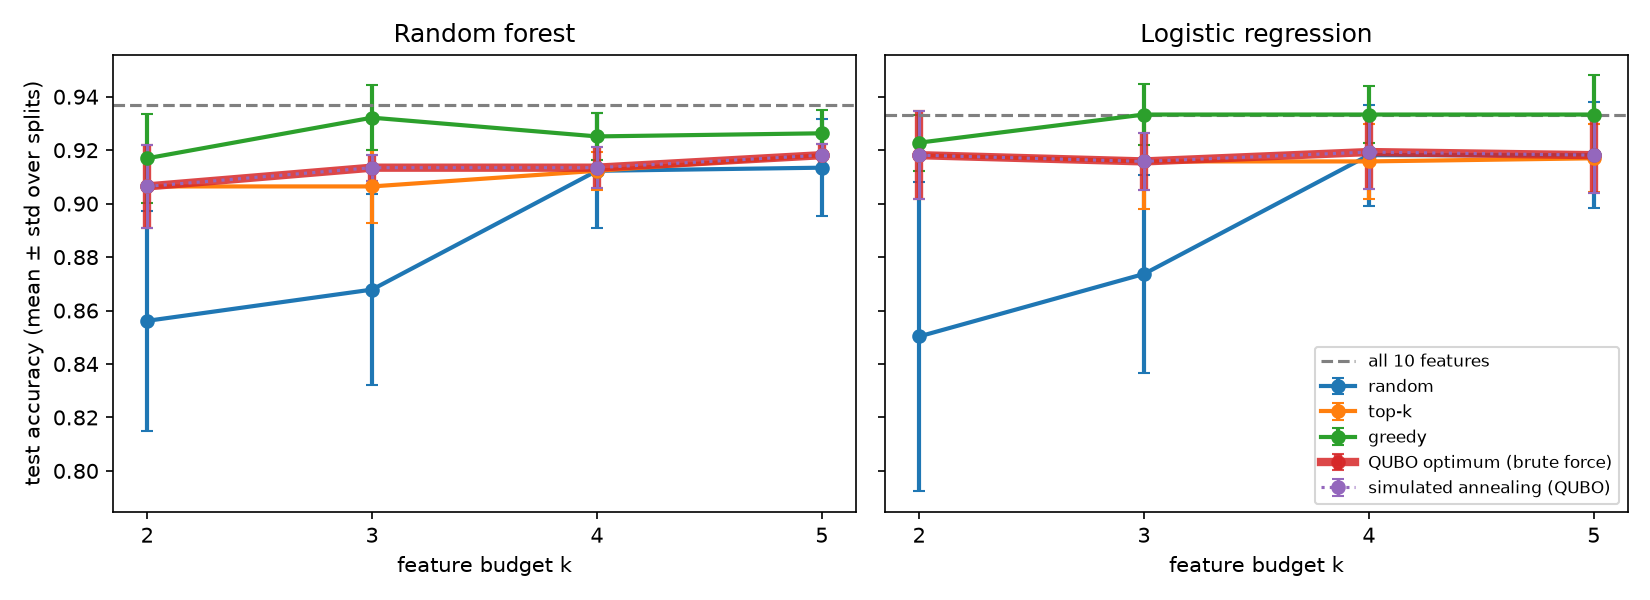 Random forest
Logistic regression
test accuracy (mean ± std over splits)
0.94
0.92
0.90
0.88
0.86
0.84
0.82
0.80
2 3 4 5
feature budget k
2 3 4 5
feature budget k
all 10 features
random
top-k
greedy
QUBO optimum (brute force)
simulated annealing (QUBO)